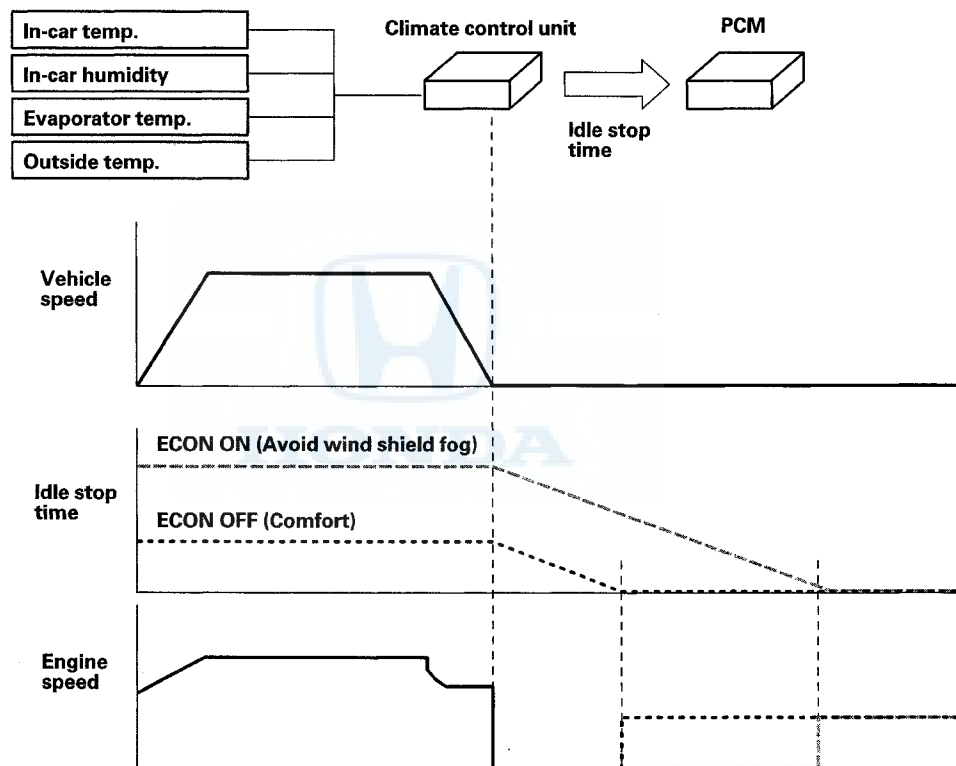 In-car temp.
In-car humidity
Evaporator temp.
Outside temp.
Climate control unit
PCM
Idle stop
time
Vehicle
speed
HONDA
ECON ON (Avoid wind shield fog)
Idle stop
time
ECON OFF (Comfort)
Engine
speed